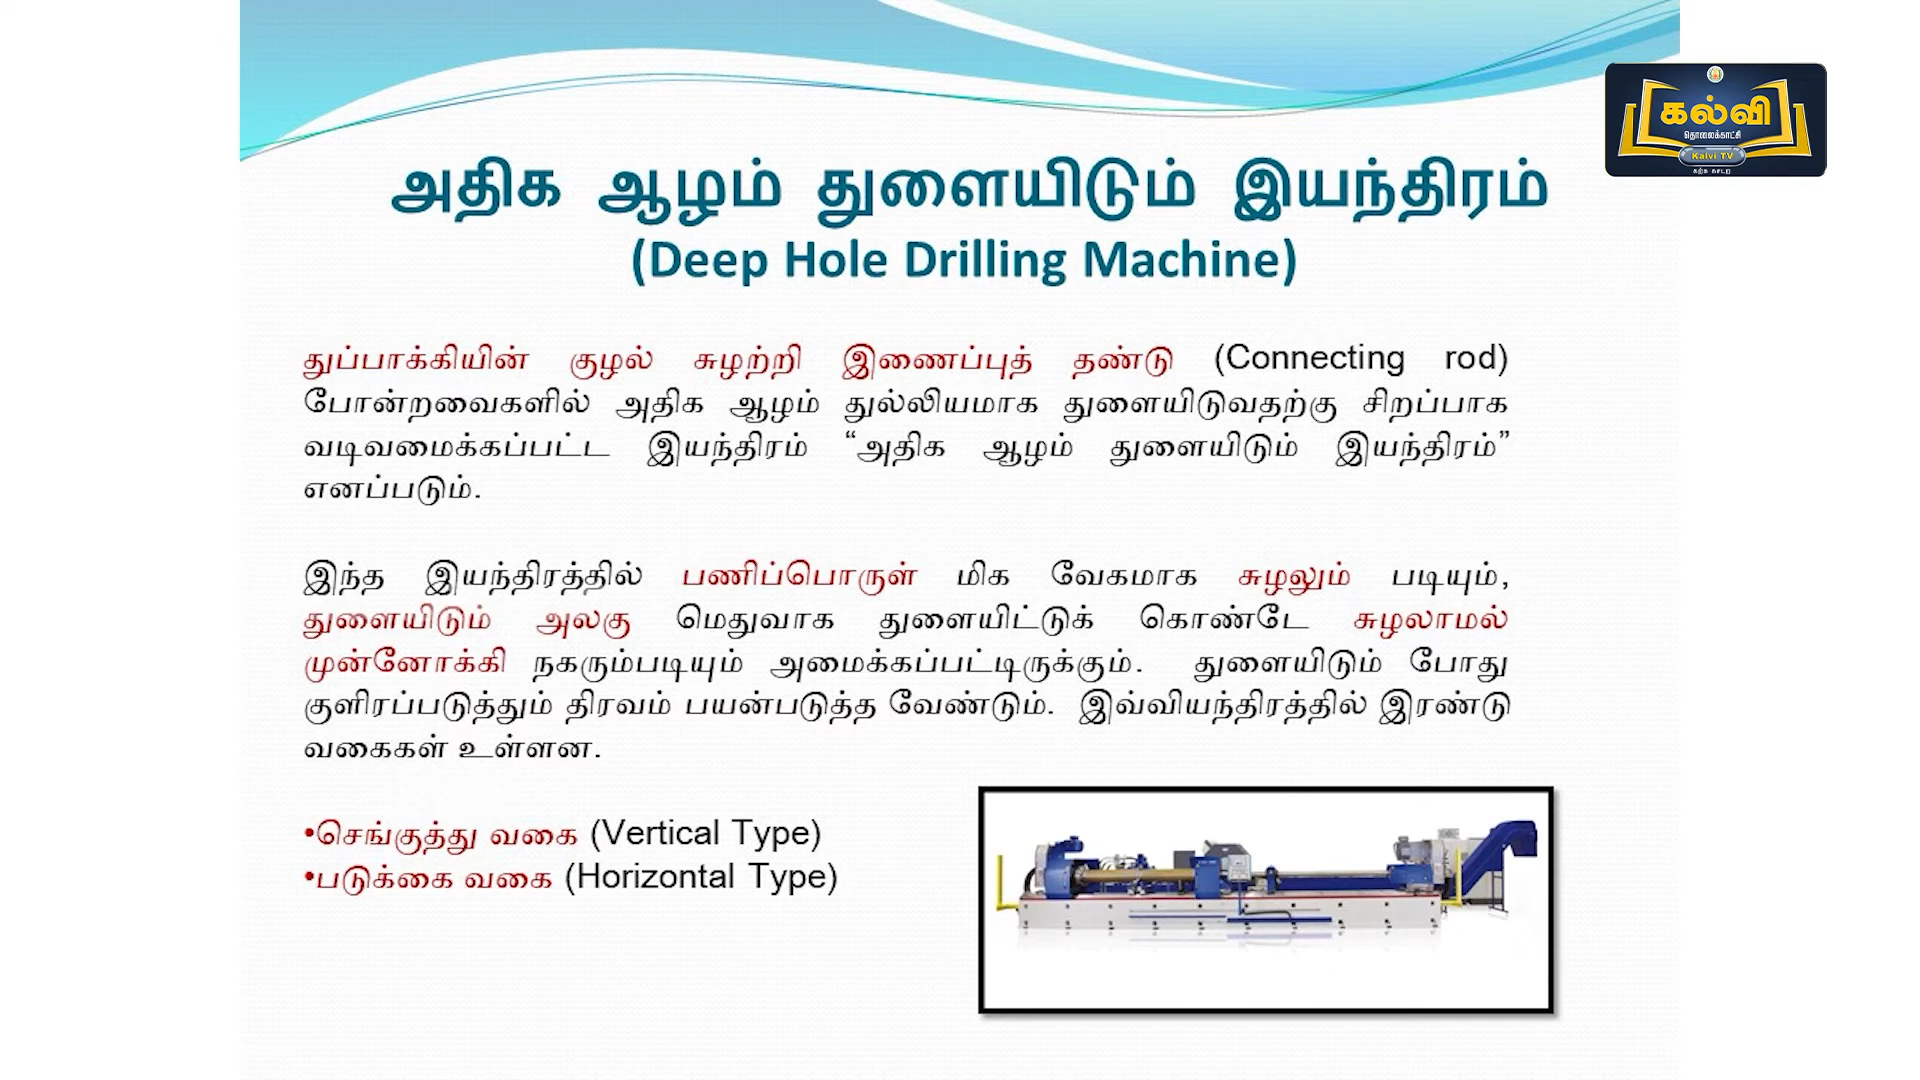 கல்வி
தொலைக்காட்சி
Kalvi TV
கற்க கசடற
அதிக ஆழம் துளையிடும் இயந்திரம்
(Deep Hole Drilling Machine)
துப்பாக்கியின் குழல் சுழற்றி இணைப்புத் தண்டு (Connecting rod)
போன்றவைகளில் அதிக ஆழம் துல்லியமாக துளையிடுவதற்கு சிறப்பாக
வடிவமைக்கப்பட்ட இயந்திரம் “அதிக ஆழம் துளையிடும் இயந்திரம்”
எனப்படும்.
இந்த இயந்திரத்தில் பணிப்பொருள் மிக வேகமாக சுழலும் படியும்,
துளையிடும் அலகு மெதுவாக துளையிட்டுக் கொண்டே சுழலாமல்
முன்னோக்கி நகரும்படியும் அமைக்கப்பட்டிருக்கும். துளையிடும் போது
குளிரப்படுத்தும் திரவம் பயன்படுத்த வேண்டும். இவ்வியந்திரத்தில் இரண்டு
வகைகள் உள்ளன.
•செங்குத்து வகை (Vertical Type)
•படுக்கை வகை (Horizontal Type)